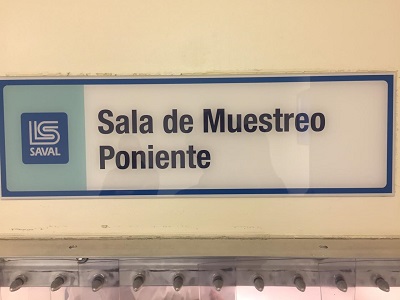 LS
SAVAL
Sala de Muestreo
Poniente